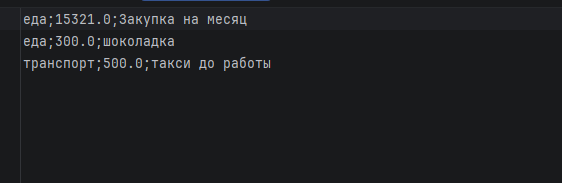 еда;15321.0;Закупка на месяц
еда;300.0;шоколадка
транспорт;500.0;такси до работы